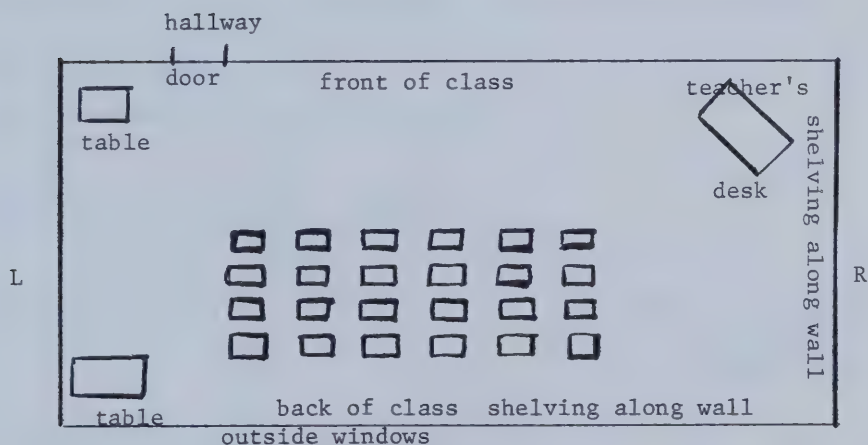 hallway
door
front of class
teacher's
table
desk
shelving along wall
L
R
back of class shelving along wall
table
outside windows